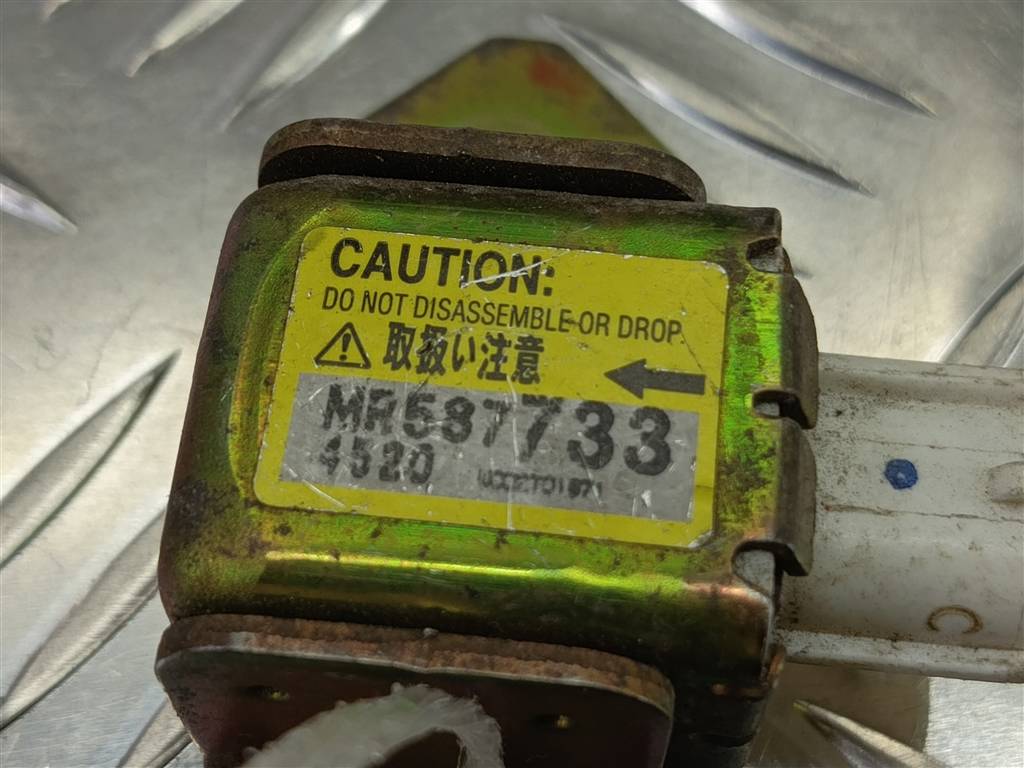 CAUTION:
DO NOT DISASSEMBLE OR DROP.
取扱い注意
MR587733
4520
C